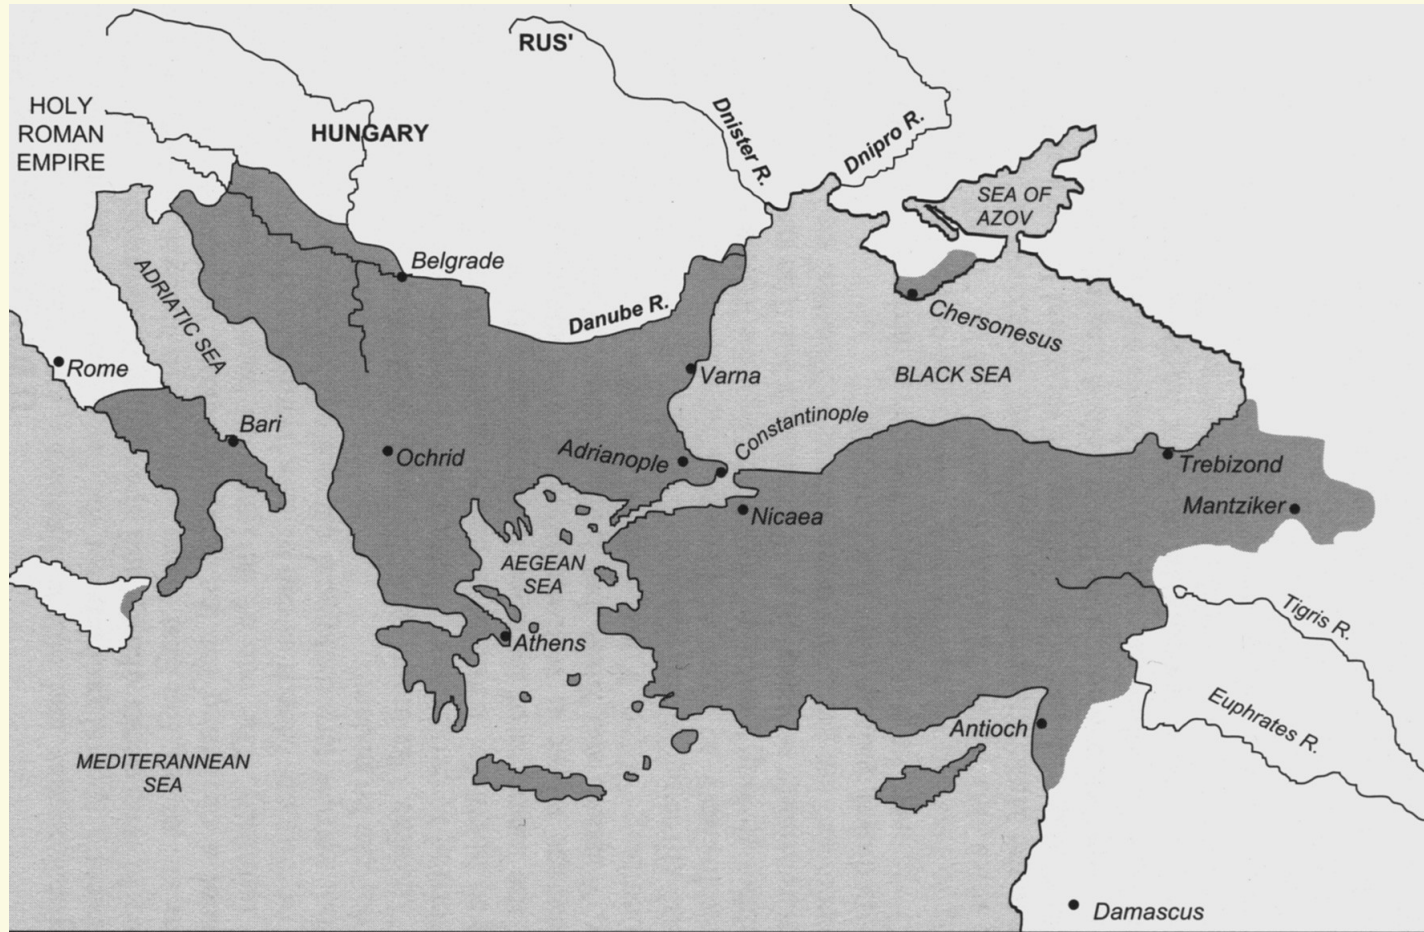 RUS'
HOLY
ROMAN
EMPIRE
HUNGARY
Dnister R.
Dnipro R.
SEA OF
AZOV
Belgrade
ADRIATIC SEA
Danube R.
Chersonesus
Rome
Varna
BLACK SEA
Bari
Constantinople
Ochrid
Adrianople
Trebizond
Mantziker
Nicaea
AEGEAN
SEA
Tigris R.
Athens
Euphrates R.
Antioch
MEDITERANNEAN
SEA
Damascus